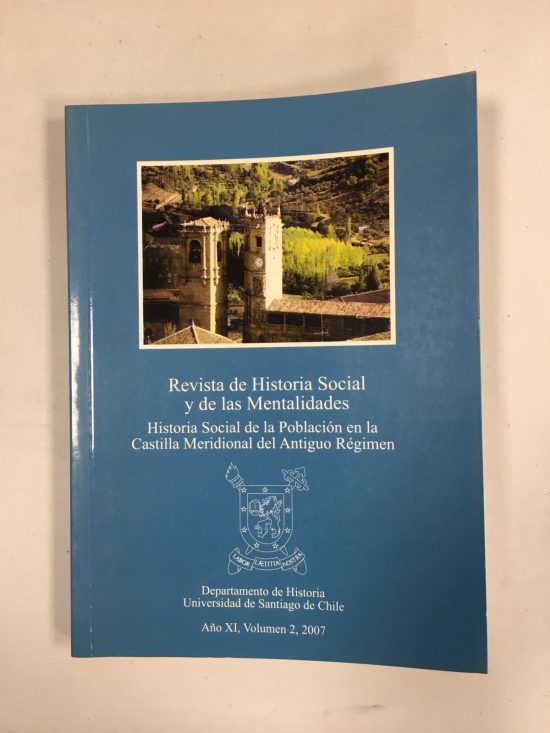 Revista de Historia Social
y de las Mentalidades
Historia Social de la Población en la
Castilla Meridional del Antiguo Régimen
LABOR LÆTITIA NOSTRA
Departamento de Historia
Universidad de Santiago de Chile
Año XI, Volumen 2, 2007